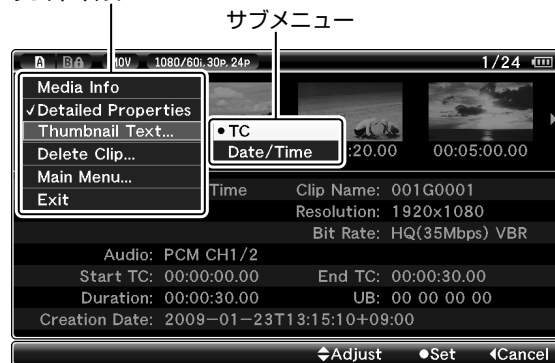 サブメニュー
A B MOV 1080/60i, 30P, 24P 1/24
Media Info
✓Detailed Properties
Thumbnail Text...
Delete Clip...
Main Menu...
Exit
●TC
Date/Time
:20.00 00:05:00.00
Time Clip Name: 001G0001
Resolution: 1920x1080
Bit Rate: HQ(35Mbps) VBR
Audio: PCM CH1/2
Start TC: 00:00:00.00 End TC: 00:00:30.00
Duration: 00:00:30.00 UB: 00 00 00 00
Creation Date: 2009-01-23T13:15:10+09:00
Adjust ●Set Cancel